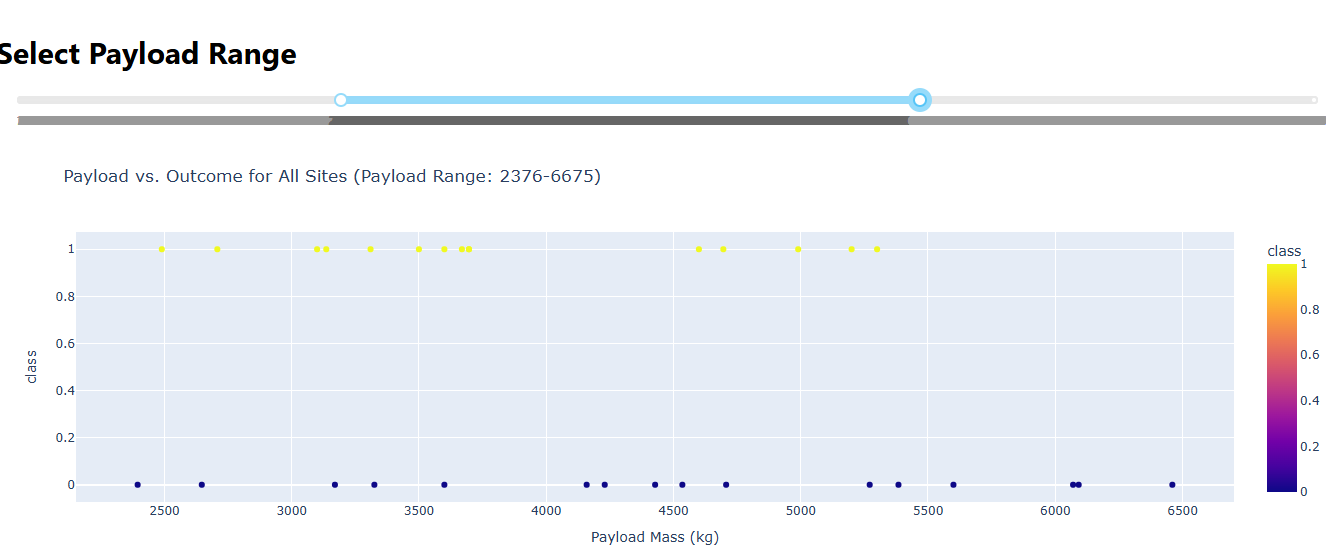 Select Payload Range
Payload vs. Outcome for All Sites (Payload Range: 2376-6675)
class
1
0.8
0.6
0.4
0.2
0
class
1
0.8
0.6
0.4
0.2
0
2500 3000 3500 4000 4500 5000 5500 6000 6500
Payload Mass (kg)